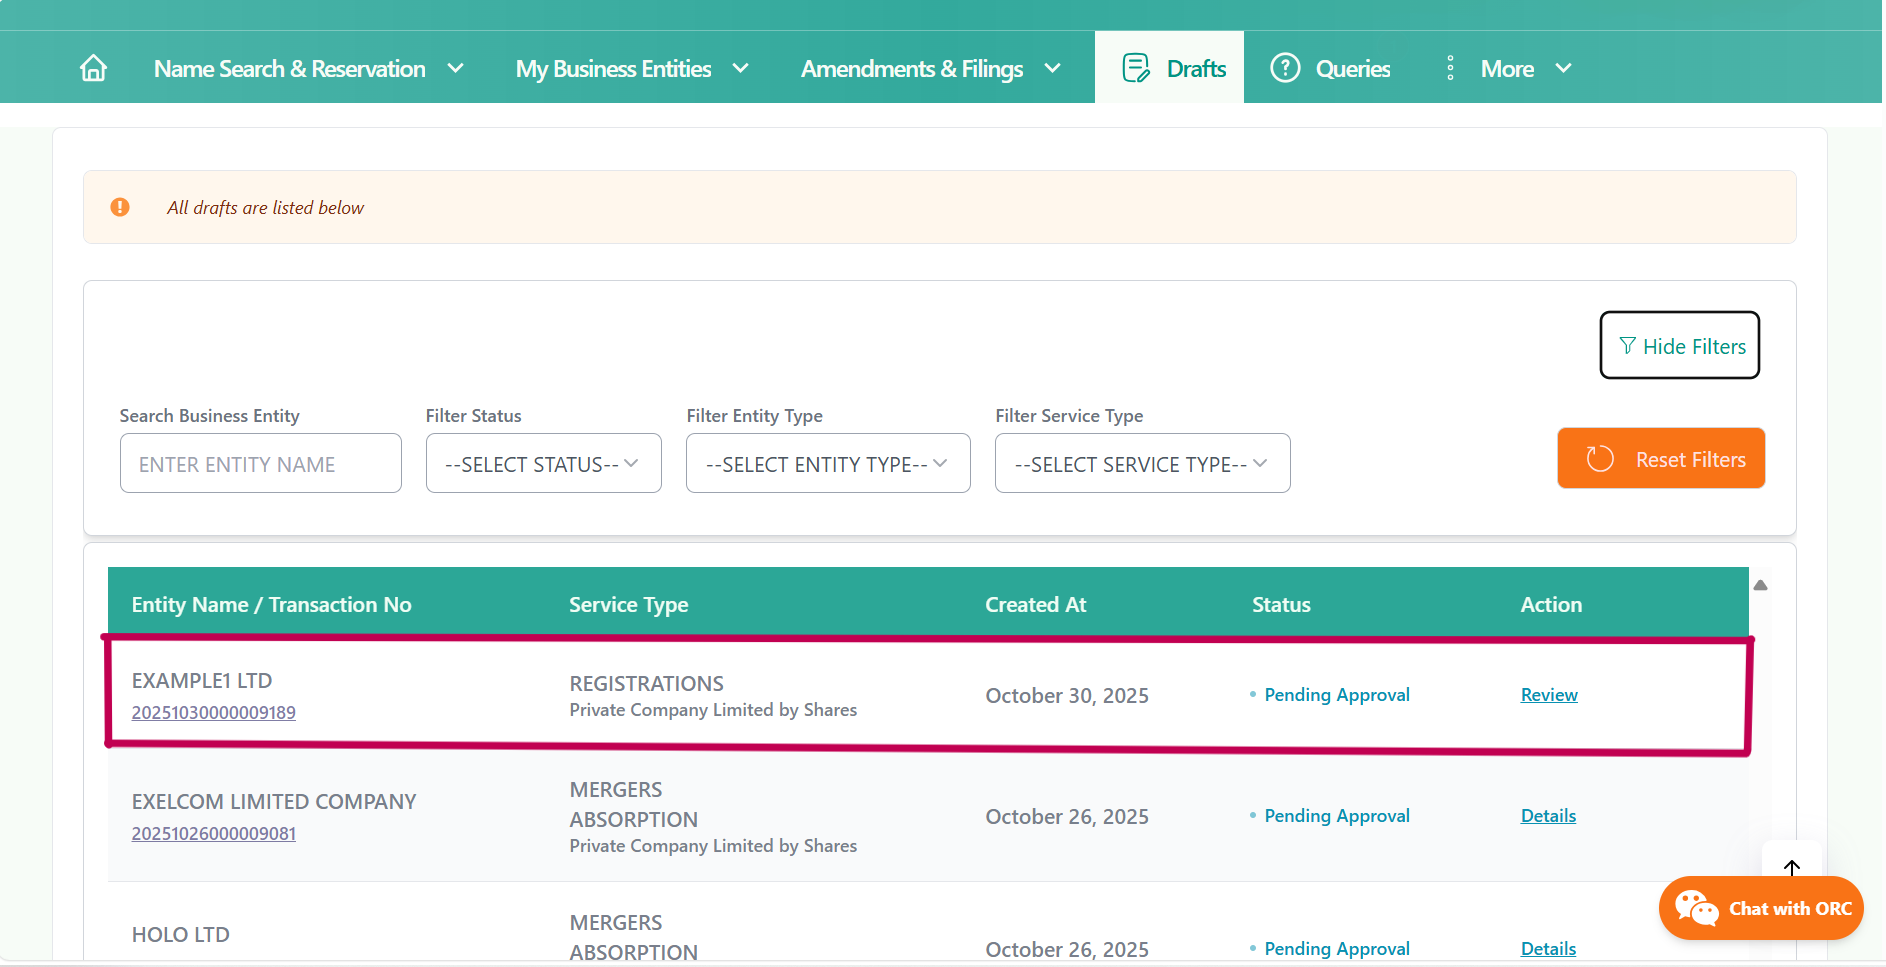 Name Search & Reservation My Business Entities Amendments & Filings Drafts Queries More
All drafts are listed below
Hide Filters
Search Business Entity Filter Status Filter Entity Type Filter Service Type
ENTER ENTITY NAME --SELECT STATUS-- --SELECT ENTITY TYPE-- --SELECT SERVICE TYPE-- Reset Filters
Entity Name / Transaction No Service Type Created At Status Action
EXAMPLE1 LTD
20251030000009189
REGISTRATIONS
Private Company Limited by Shares
October 30, 2025
Pending Approval
Review
EXELCOM LIMITED COMPANY
20251026000009081
MERGERS
ABSORPTION
Private Company Limited by Shares
October 26, 2025
Pending Approval
Details
HOLO LTD
MERGERS
ABSORPTION
October 26, 2025
Pending Approval
Details
Chat with ORC